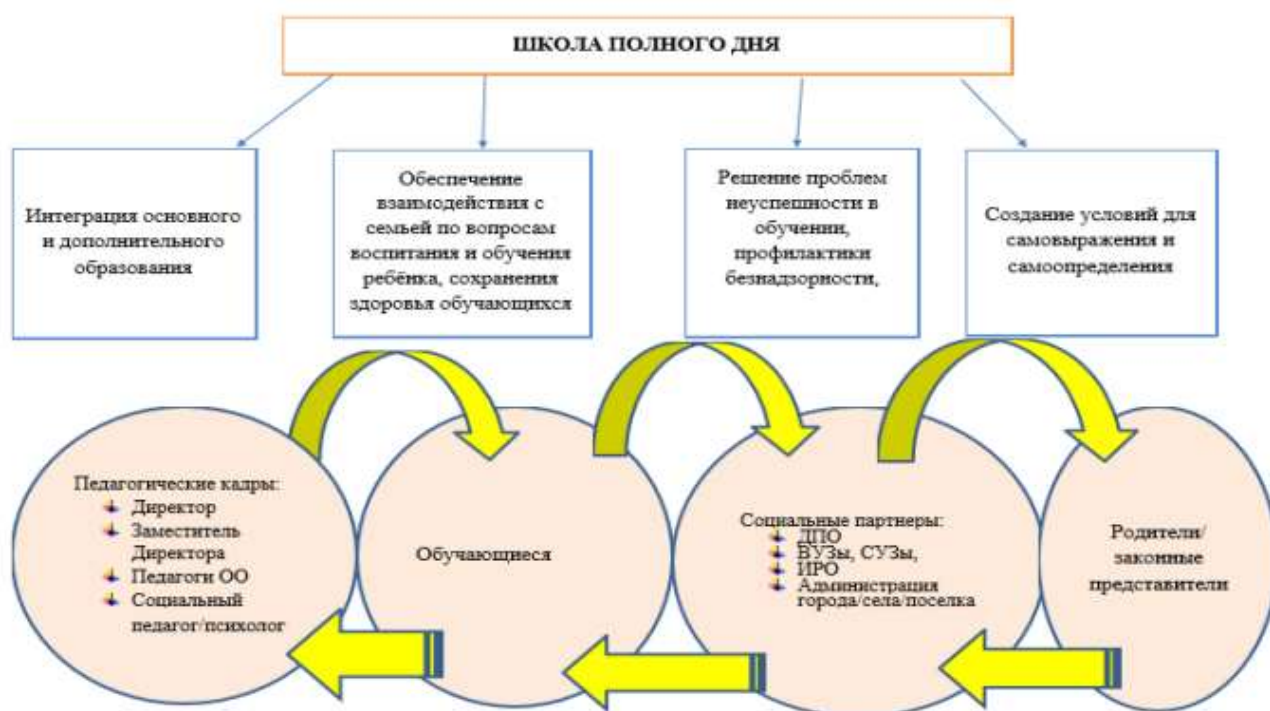 ШКОЛА ПОЛНОГО ДНЯ
Интеграция основного
и дополнительного
образования
Обеспечение
взаимодействия с
семьей по вопросам
воспитания и обучения
ребёнка, сохранения
здоровья обучающихся
Решение проблем
неуспешности в
обучении,
профилактики
безнадзорности,
Создание условий для
самовыражения и
самоопределения
Педагогические кадры:
Директор
Заместитель
Директора
Педагоги ОО
Социальный
педагог/психолог
Обучающиеся
Социальные партнеры:
ДПО
ВУЗы, СУЗы,
ИРО
Администрация
города/села/поселка
Родители/
законные
представители